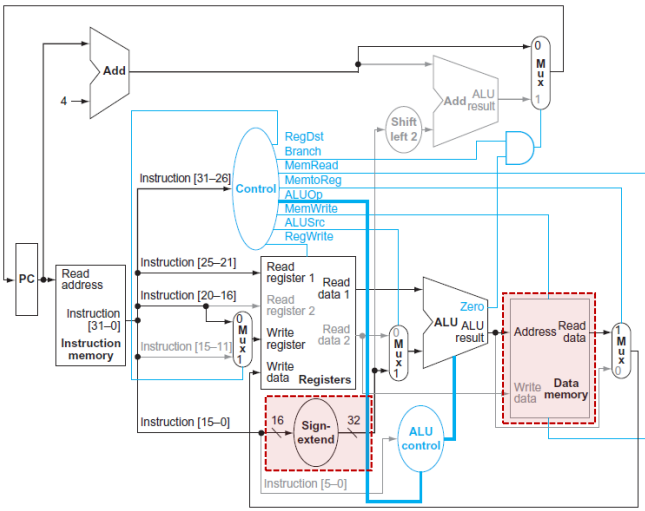 Add
4
0
M
u
x
1
Add ALU
result
Shift
left 2
RegDst
Branch
MemRead
MemtoReg
ALUOp
MemWrite
ALUSrc
RegWrite
Control
Instruction [31–26]
PC
Read
address
Instruction
[31–0]
Instruction
memory
Instruction [25–21]
Instruction [20–16]
Instruction [15–11]
0
M
u
x
1
Read
register 1
Read
data 1
Read
register 2
Write
register
Read
data 2
Write
data
Registers
0
M
u
x
1
Zero
ALU ALU
result
Address
Read
data
Write
data
Data
memory
1
M
u
x
0
Instruction [15–0]
16
Sign-
extend
32
ALU
control
Instruction [5–0]